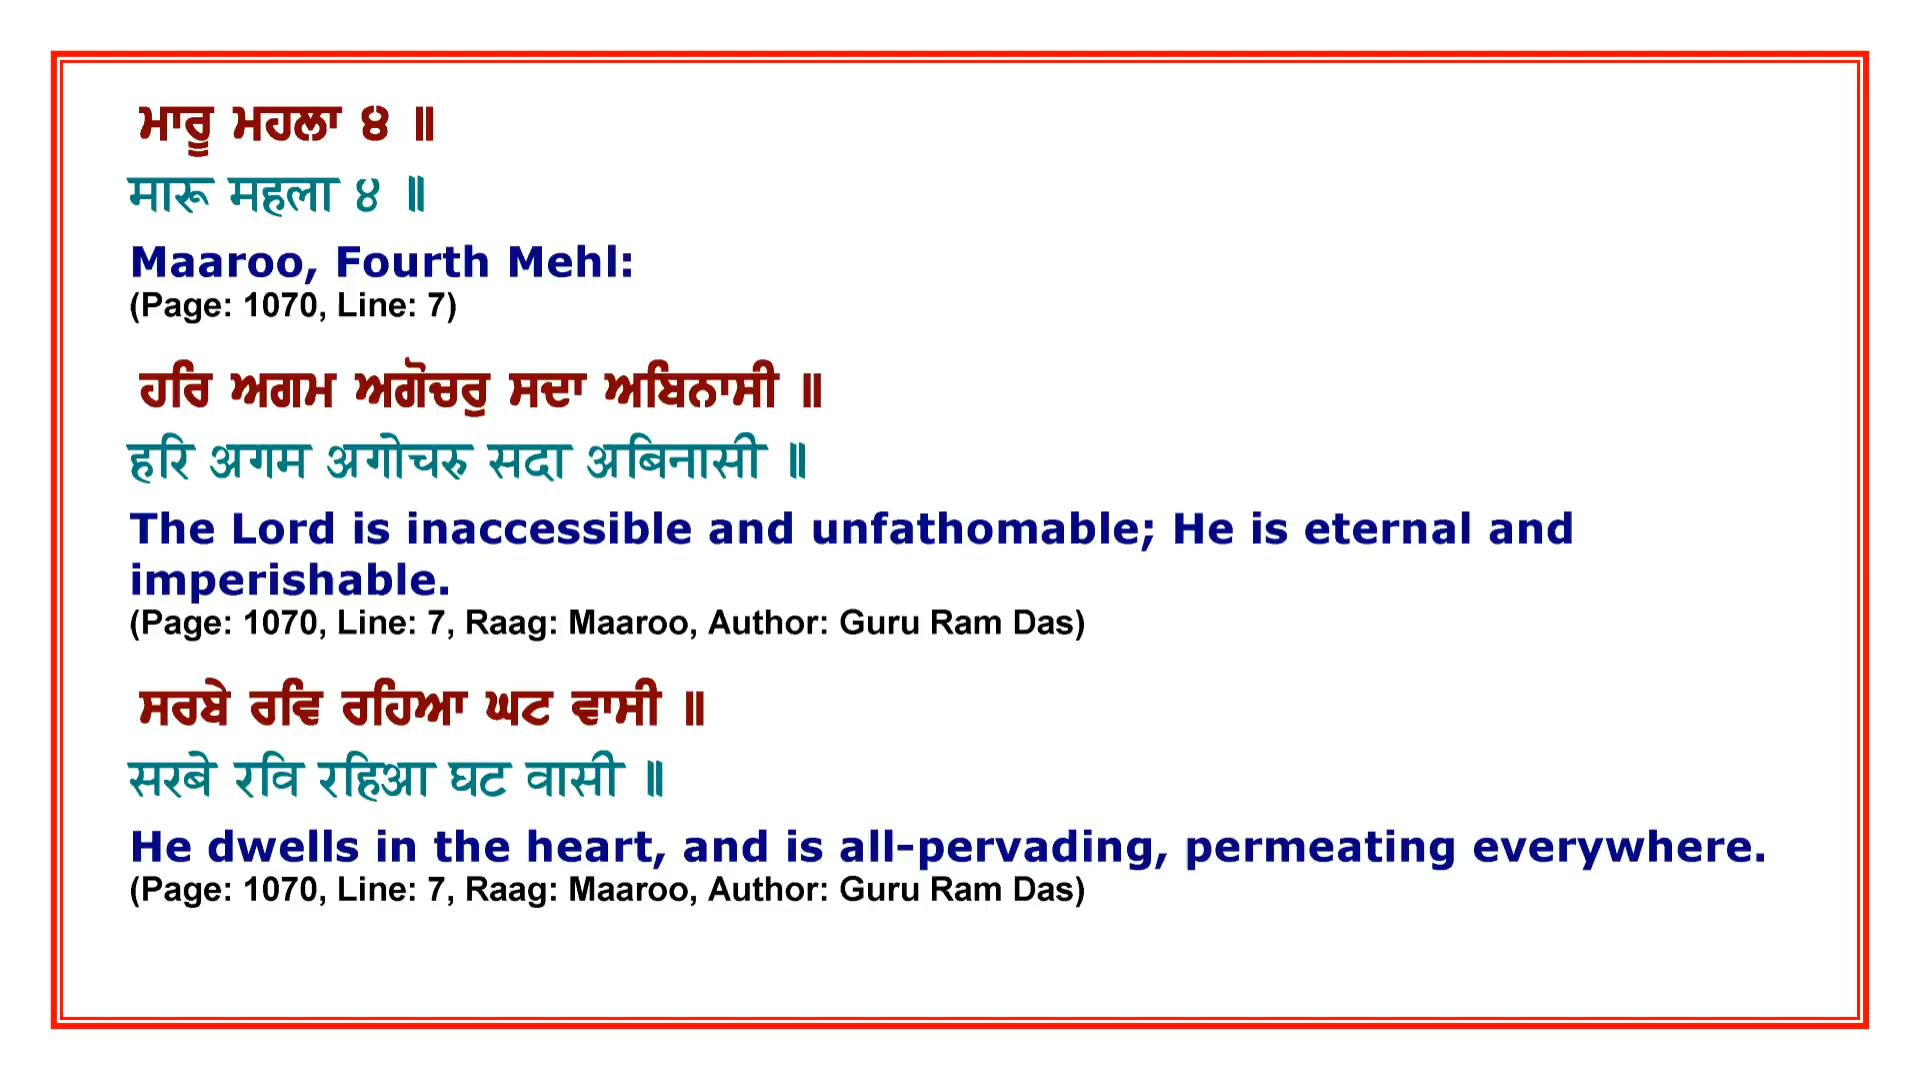 ਮਾਰੂ ਮਹਲਾ ੪ ॥
मारू महला ४ ॥
Maaroo, Fourth Mehl:
(Page: 1070, Line: 7)
ਹਰਿ ਅਗਮ ਅਗੋਚਰੁ ਸਦਾ ਅਬਿਨਾਸੀ ॥
हरि अगम अगोचरु सदा अबिनासी ॥
The Lord is inaccessible and unfathomable; He is eternal and
imperishable.
(Page: 1070, Line: 7, Raag: Maaroo, Author: Guru Ram Das)
ਸਰਬੇ ਰਵਿ ਰਹਿਆ ਘਟ ਵਾਸੀ ॥
सरबे रवि रहिआ घट वासी ॥
He dwells in the heart, and is all-pervading, permeating everywhere.
(Page: 1070, Line: 7, Raag: Maaroo, Author: Guru Ram Das)